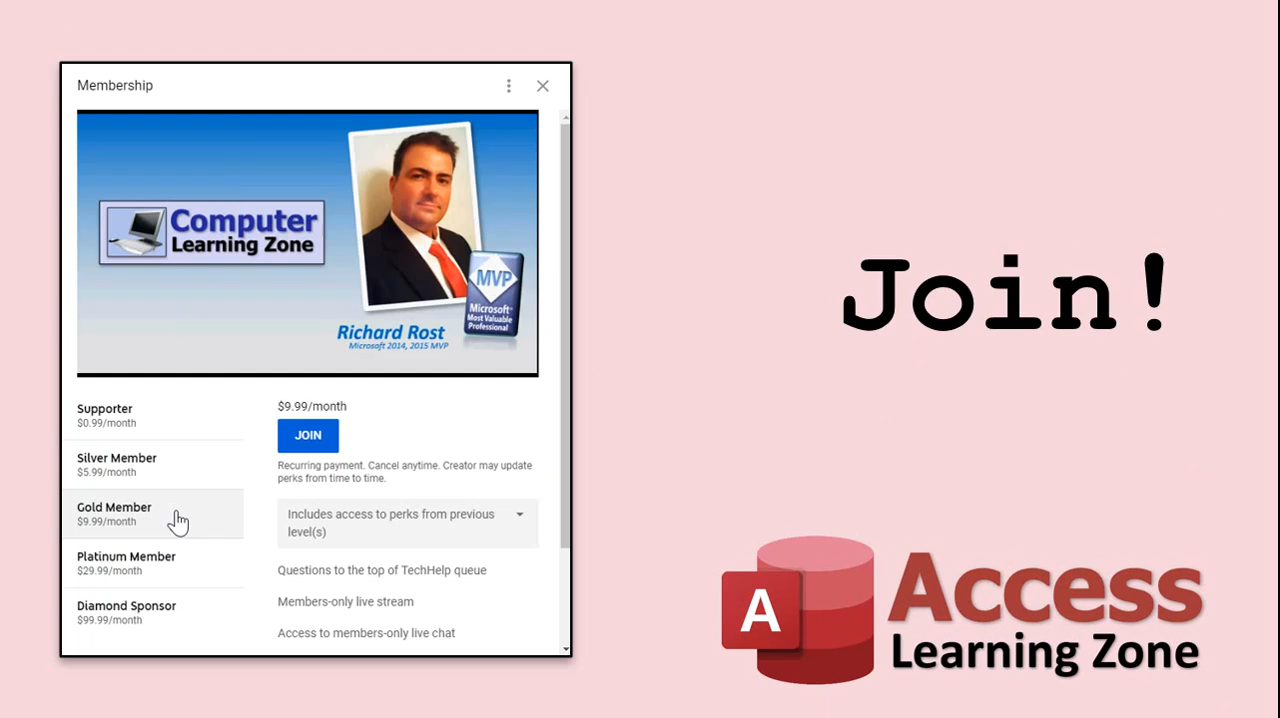 Membership
Computer
Learning Zone
MVP
Microsoft®
Most Valuable
Professional
Richard Rost
Microsoft 2014, 2015 MVP
Supporter
$0.99/month
Silver Member
$5.99/month
Gold Member
$9.99/month
Platinum Member
$29.99/month
Diamond Sponsor
$99.99/month
$9.99/month
JOIN
Recurring payment. Cancel anytime. Creator may update
perks from time to time.
Includes access to perks from previous
level(s)
Questions to the top of TechHelp queue
Members-only live stream
Access to members-only live chat
Join!
A
Access
Learning Zone